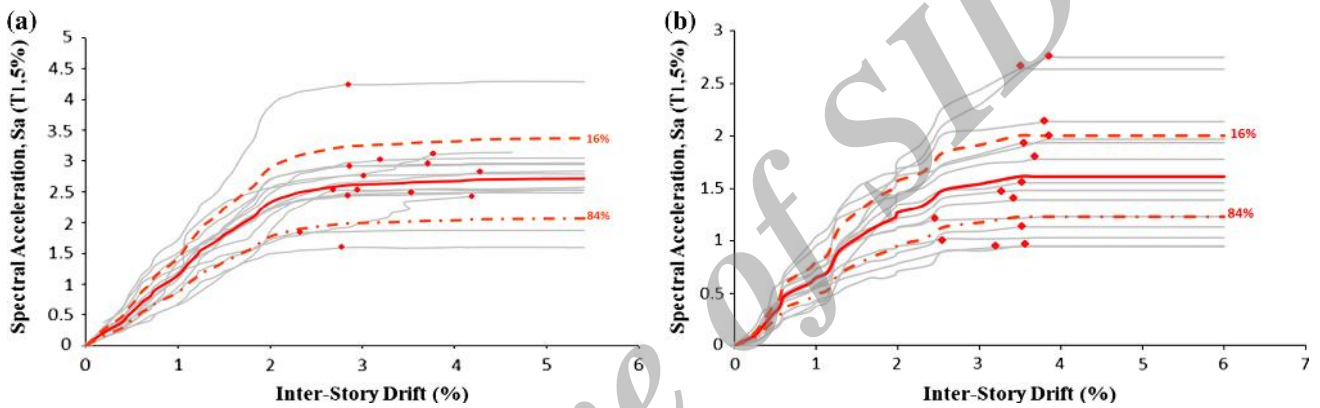 (a)
5
4.5
4
3.5
3
2.5
2
1.5
1
0.5
0
0 1 2 3 4 5 6
Spectral Acceleration, Sa (T1,5%)
Inter-Story Drift (%)
16%
84%
(b)
3
2.5
2
1.5
1
0.5
0
0 1 2 3 4 5 6 7
Spectral Acceleration, Sa (T1,5%)
Inter-Story Drift (%)
16%
84%
of SID